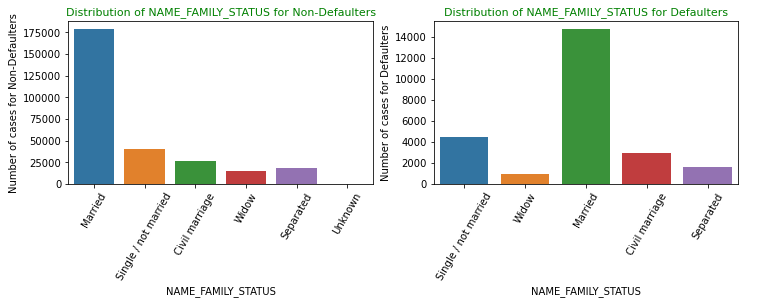 Distribution of NAME_FAMILY_STATUS for Non-Defaulters
Number of cases for Non-Defaulters
175000
150000
125000
100000
75000
50000
25000
0
Married
Single / not married
Civil marriage
Widow
Separated
Unknown
NAME_FAMILY_STATUS
Distribution of NAME_FAMILY_STATUS for Defaulters
Number of cases for Defaulters
14000
12000
10000
8000
6000
4000
2000
0
Single / not married
Widow
Married
Civil marriage
Separated
NAME_FAMILY_STATUS